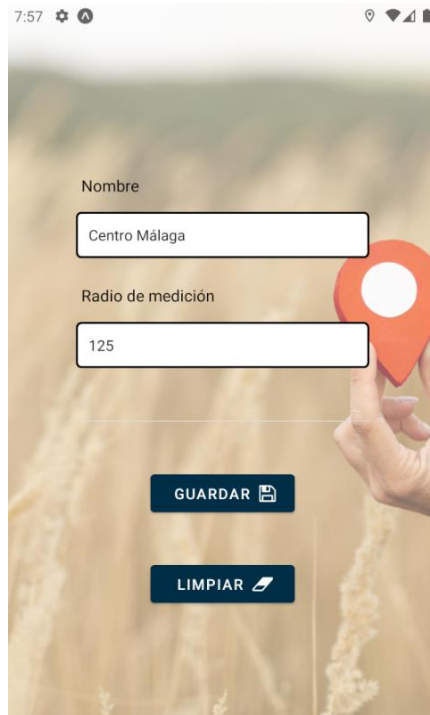 7:57
Nombre
Centro Málaga
Radio de medición
125
GUARDAR
LIMPIAR